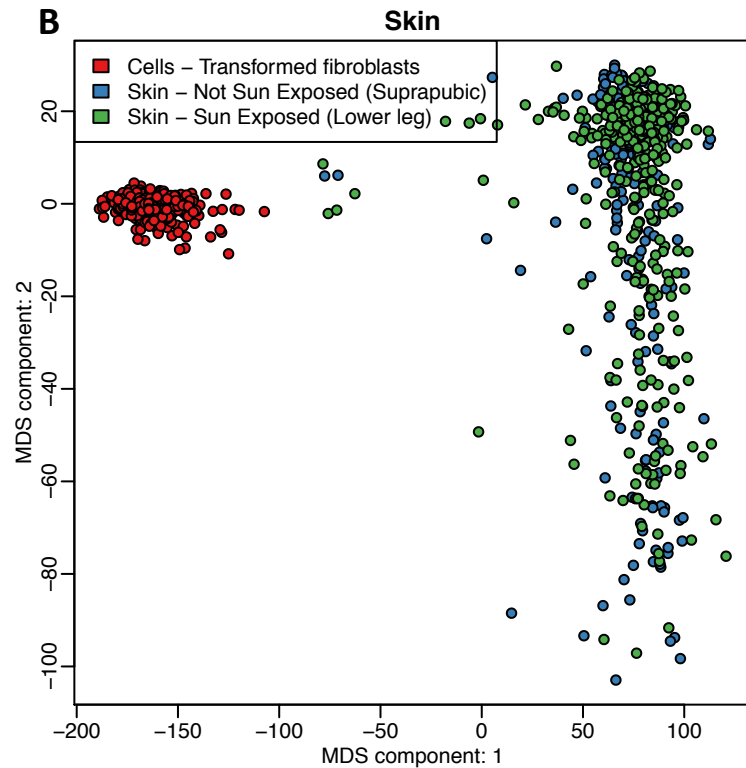 B
Skin
Cells – Transformed fibroblasts
Skin – Not Sun Exposed (Suprapubic)
Skin – Sun Exposed (Lower leg)
MDS component: 2
20
0
−20
−40
−60
−80
−100
−200
−150
−100
−50
0
50
100
MDS component: 1